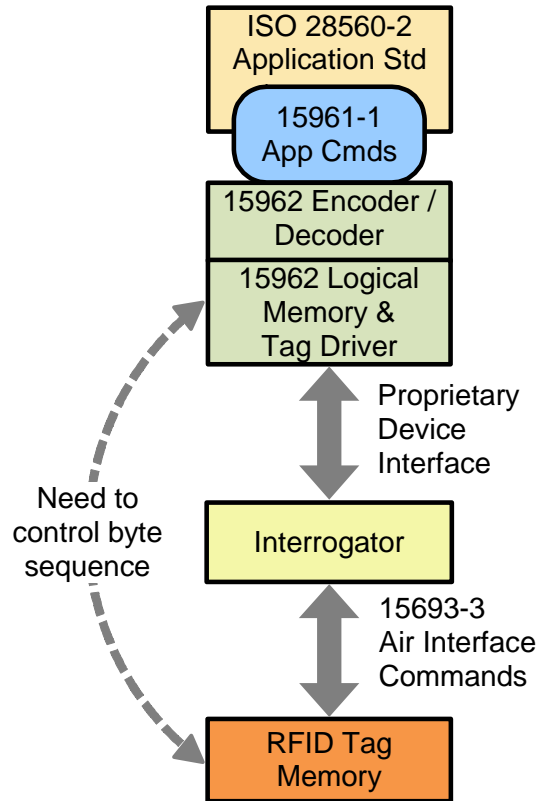 ISO 28560-2
Application Std
15961-1
App Cmds
15962 Encoder /
Decoder
15962 Logical
Memory &
Tag Driver
Proprietary
Device
Interface
Need to
control byte
sequence
Interrogator
15693-3
Air Interface
Commands
RFID Tag
Memory